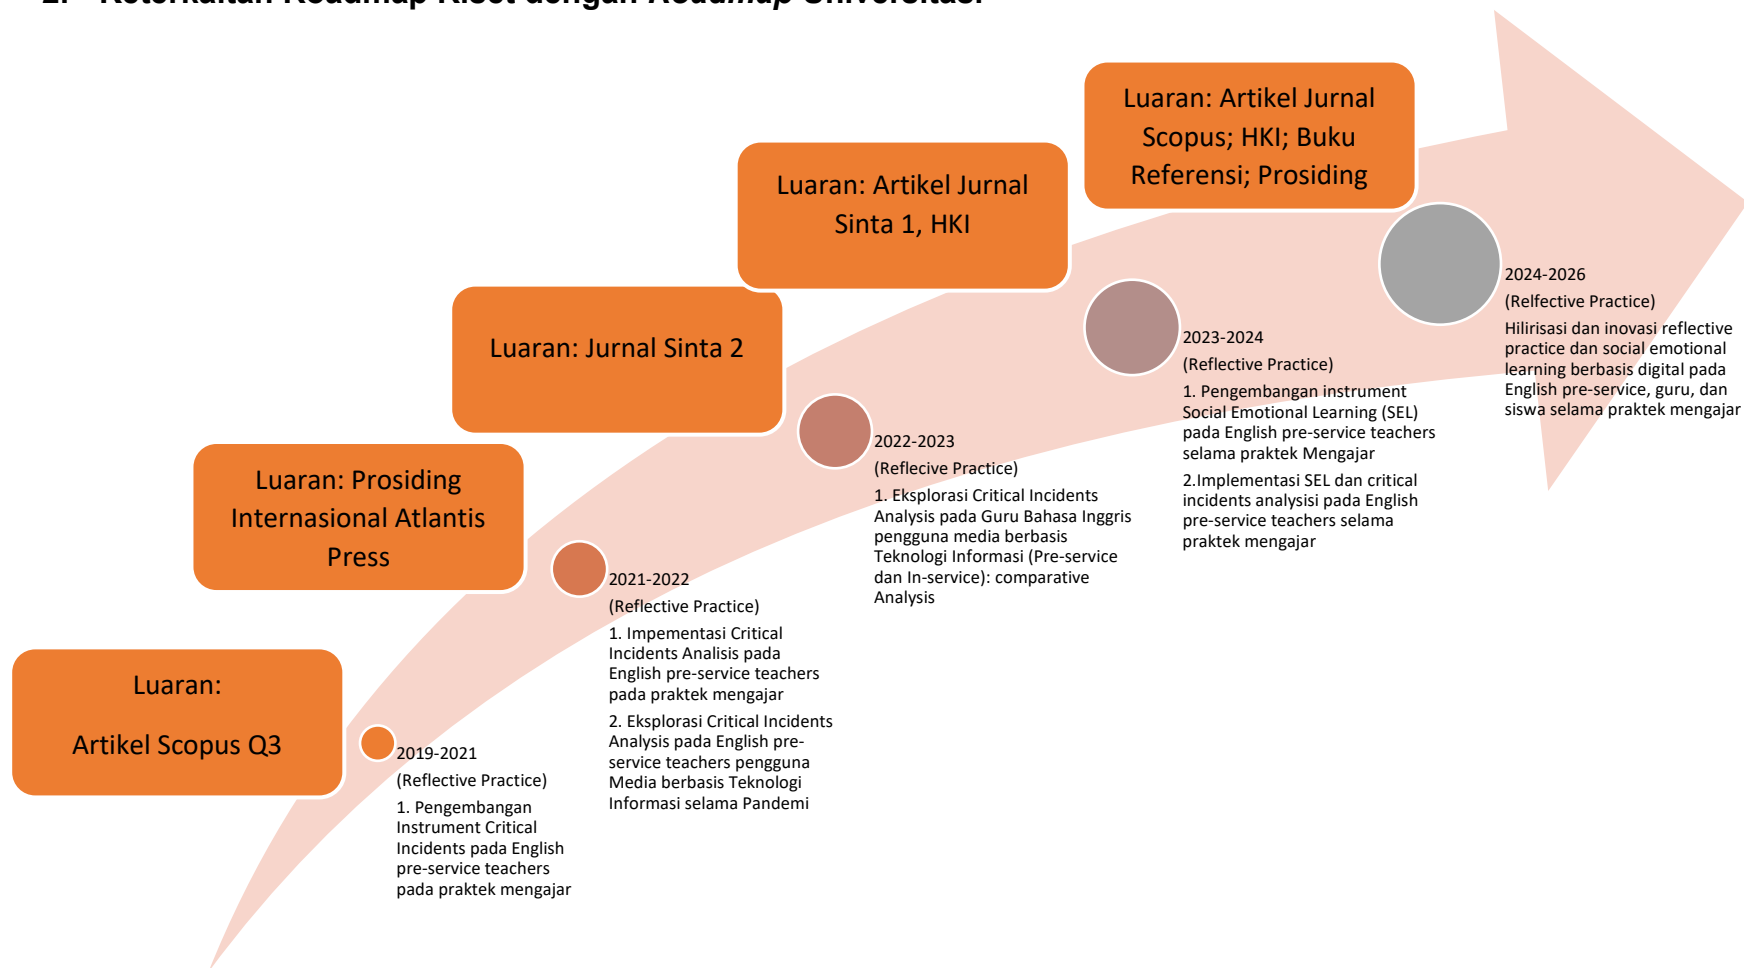 2. Keterkaitan Roadmap Riset dengan Roadmap Universitas.
Luaran:
Artikel Scopus Q3
2019-2021
(Reflective Practice)
1. Pengembangan
Instrument Critical
Incidents pada English
pre-service teachers
pada praktek mengajar
Luaran: Prosiding
Internasional Atlantis
Press
2021-2022
(Reflective Practice)
1. Impementasi Critical
Incidents Analisis pada
English pre-service teachers
pada praktek mengajar
2. Eksplorasi Critical Incidents
Analysis pada English pre-
service teachers pengguna
Media berbasis Teknologi
Informasi selama Pandemi
Luaran: Jurnal Sinta 2
2022-2023
(Reflecive Practice)
1. Eksplorasi Critical Incidents
Analysis pada Guru Bahasa Inggris
pengguna media berbasis
Teknologi Informasi (Pre-service
dan In-service): comparative
Analysis
Luaran: Artikel Jurnal
Sinta 1, HKI
2023-2024
(Reflective Practice)
1. Pengembangan instrument
Social Emotional Learning (SEL)
pada English pre-service teachers
selama praktek Mengajar
2.Implementasi SEL dan critical
incidents analysisi pada English
pre-service teachers selama
praktek mengajar
Luaran: Artikel Jurnal
Scopus; HKI; Buku
Referensi; Prosiding
2024-2026
(Relfective Practice)
Hilirisasi dan inovasi reflective
practice dan social emotional
learning berbasis digital pada
English pre-service, guru, dan
siswa selama praktek mengajar